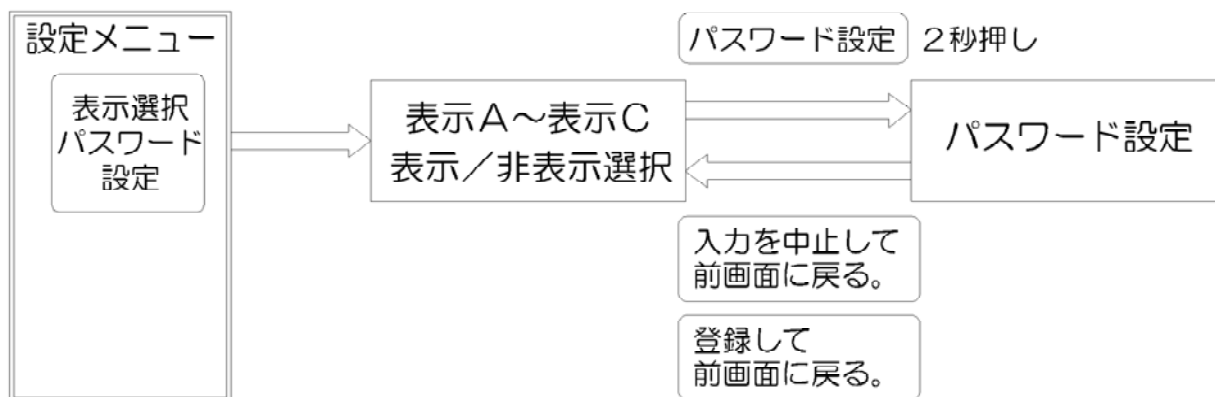 設定メニュー
表示選択
パスワード
設定
表示A～表示C
表示／非表示選択
パスワード設定 2秒押し
パスワード設定
入力を中止して
前画面に戻る。
登録して
前画面に戻る。